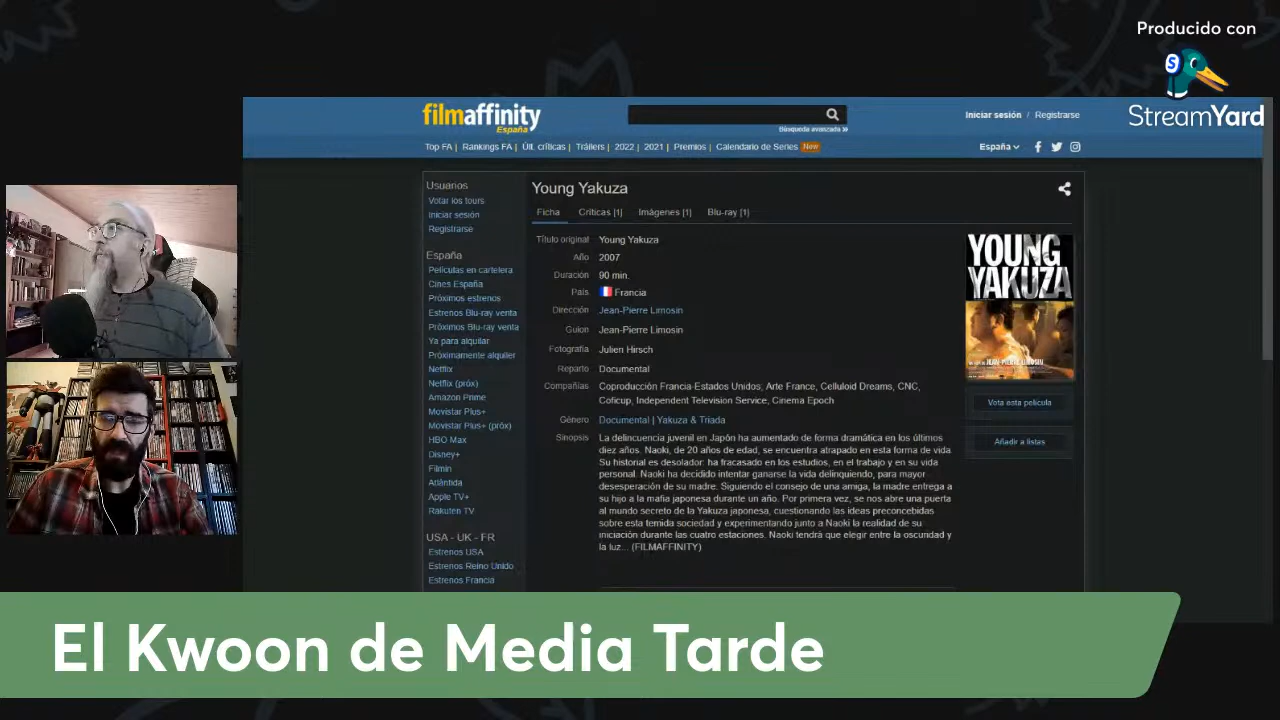 Producido con
StreamYard
filmaffinity
España
Búsqueda avanzada »
Iniciar sesión / Registrarse
Top FA | Rankings FA | Últ. críticas | Tráilers | 2022 | 2021 | Premios | Calendario de Series New
España
Usuarios
Votar los tours
Iniciar sesión
Registrarse
España
Películas en cartelera
Cines España
Próximos estrenos
Estrenos Blu-ray venta
Próximos Blu-ray venta
Ya para alquilar
Próximamente alquiler
Netflix
Netflix (próx)
Amazon Prime
Movistar Plus+
Movistar Plus+ (próx)
HBO Max
Disney+
Filmin
Atlántida
Apple TV+
Rakuten TV
USA - UK - FR
Estrenos USA
Estrenos Reino Unido
Estrenos Francia
Young Yakuza
Ficha Críticas [1] Imágenes [1] Blu-ray [1]
Título original Young Yakuza
Año 2007
Duración 90 min.
País Francia
Dirección Jean-Pierre Limosin
Guion Jean-Pierre Limosin
Fotografía Julien Hirsch
Reparto Documental
Compañías Coproducción Francia-Estados Unidos, Arte France, Celluloid Dreams, CNC,
Coficup, Independent Television Service, Cinema Epoch
Género Documental | Yakuza & Triada
Sinopsis La delincuencia juvenil en Japón ha aumentado de forma dramática en los últimos
diez años. Naoki, de 20 años de edad, se encuentra atrapado en esta forma de vida.
Su historial es desolador: ha fracasado en los estudios, en el trabajo y en su vida
personal. Naoki ha decidido intentar ganarse la vida delinquiendo, para mayor
desesperación de su madre. Siguiendo el consejo de una amiga, la madre entrega a
su hijo a la mafia japonesa durante un año. Por primera vez, se nos abre una puerta
al mundo secreto de la Yakuza japonesa, cuestionando las ideas preconcebidas
sobre esta temida sociedad y experimentando junto a Naoki la realidad de su
iniciación durante las cuatro estaciones. Naoki tendrá que elegir entre la oscuridad y
la luz... (FILMAFFINITY)
YOUNG
YAKUZA
JEAN-PIERRE LIMOSIN
Vota esta película
Añadir a listas
El Kwoon de Media Tarde